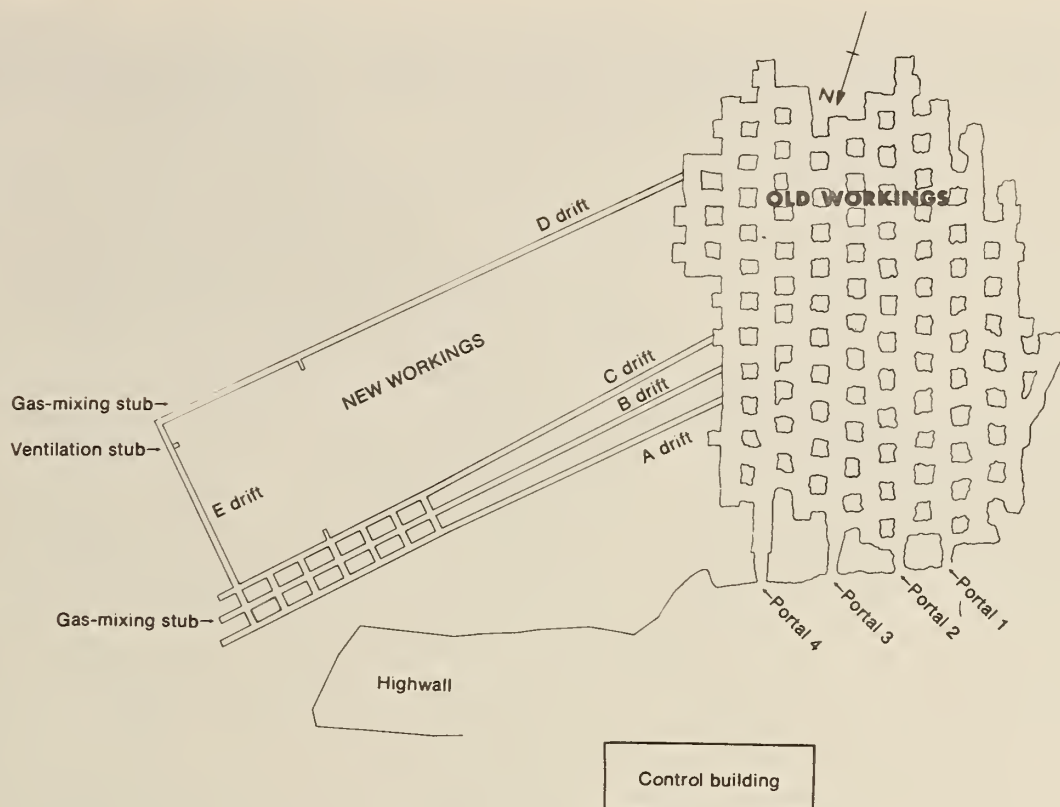 N
OLD WORKINGS
D drift
NEW WORKINGS
C drift
B drift
A drift
Gas-mixing stub
Ventilation stub
E drift
Gas-mixing stub
Portal 4
Portal 3
Portal 2
Portal 1
Highwall
Control building